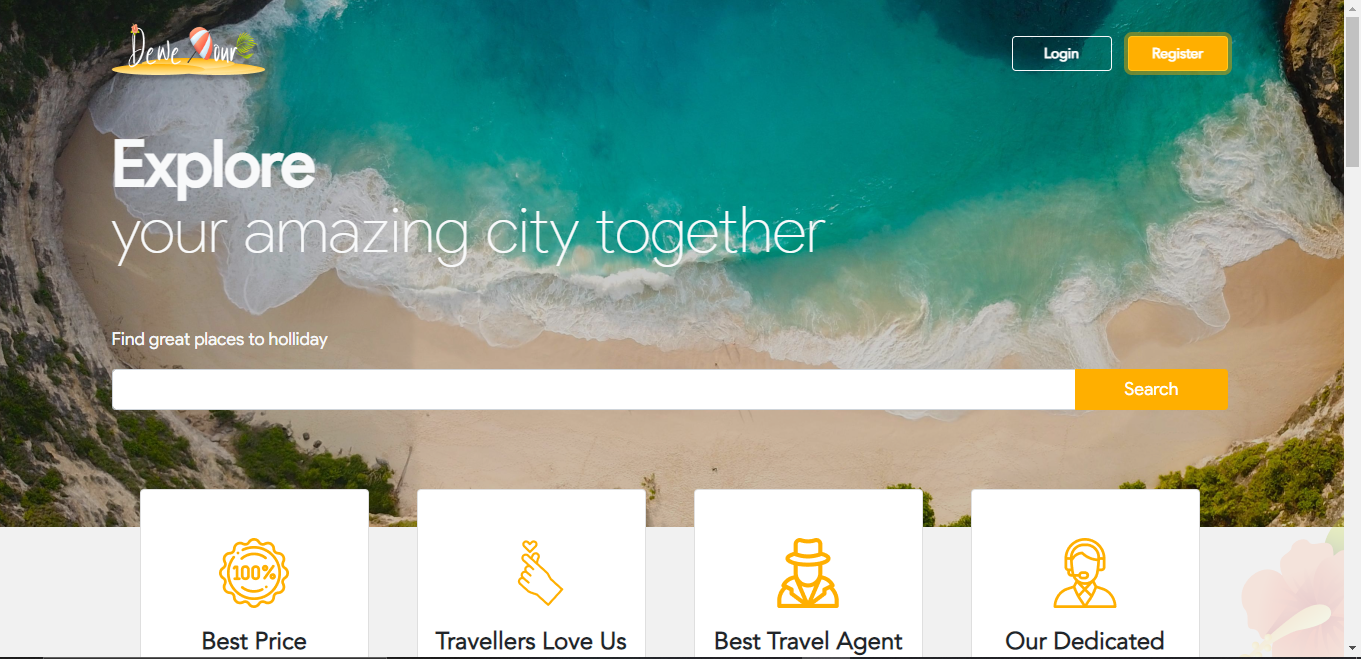 Dewe Tour
Login
Register
Explore
your amazing city together
Find great places to holliday
Search
100%
Best Price
Travellers Love Us
Best Travel Agent
Our Dedicated